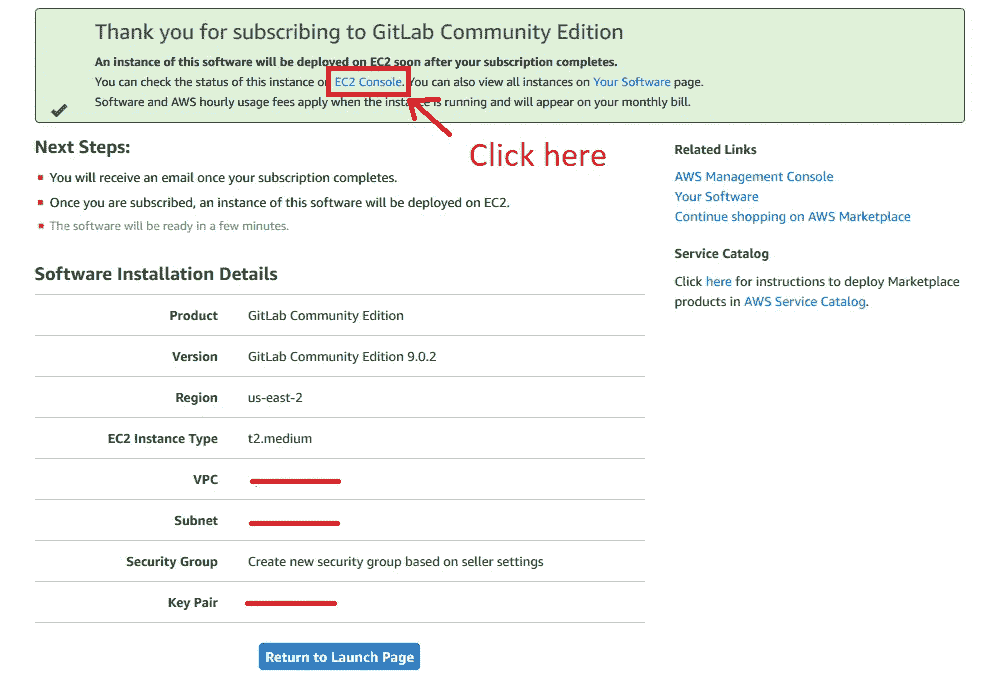 Thank you for subscribing to GitLab Community Edition
An instance of this software will be deployed on EC2 soon after your subscription completes.
You can check the status of this instance on EC2 Console. You can also view all instances on Your Software page.
Software and AWS hourly usage fees apply when the instance is running and will appear on your monthly bill.
Click here
Next Steps:
You will receive an email once your subscription completes.
Once you are subscribed, an instance of this software will be deployed on EC2.
The software will be ready in a few minutes.
Related Links
AWS Management Console
Your Software
Continue shopping on AWS Marketplace
Service Catalog
Click here for instructions to deploy Marketplace
products in AWS Service Catalog.
Software Installation Details
Product GitLab Community Edition
Version GitLab Community Edition 9.0.2
Region us-east-2
EC2 Instance Type t2.medium
VPC
Subnet
Security Group Create new security group based on seller settings
Key Pair
Return to Launch Page